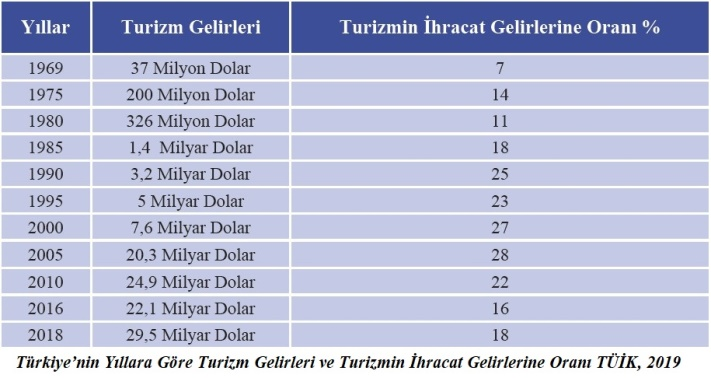 Yıllar Turizm Gelirleri Turizmin İhracat Gelirlerine Oranı %
1969 37 Milyon Dolar 7
1975 200 Milyon Dolar 14
1980 326 Milyon Dolar 11
1985 1,4 Milyar Dolar 18
1990 3,2 Milyar Dolar 25
1995 5 Milyar Dolar 23
2000 7,6 Milyar Dolar 27
2005 20,3 Milyar Dolar 28
2010 24,9 Milyar Dolar 22
2016 22,1 Milyar Dolar 16
2018 29,5 Milyar Dolar 18
Türkiye’nin Yıllara Göre Turizm Gelirleri ve Turizmin İhracat Gelirlerine Oranı TÜİK, 2019